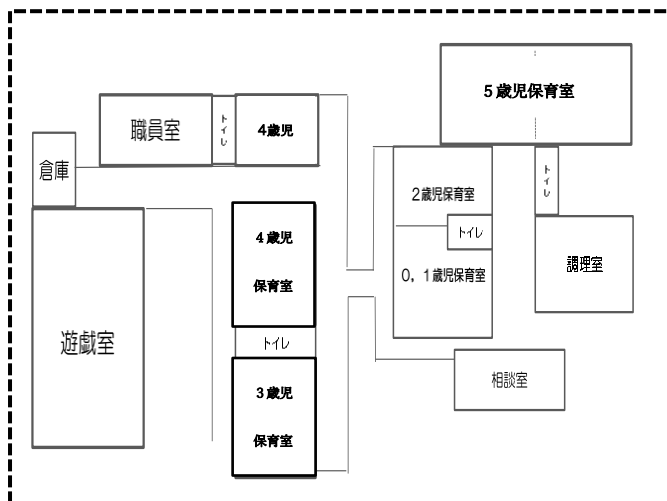 5歳児保育室
職員室
トイレ
4歳児
倉庫
2歳児保育室
トイレ
トイレ
0,1歳児保育室
4歳児
保育室
調理室
遊戯室
トイレ
3歳児
保育室
相談室